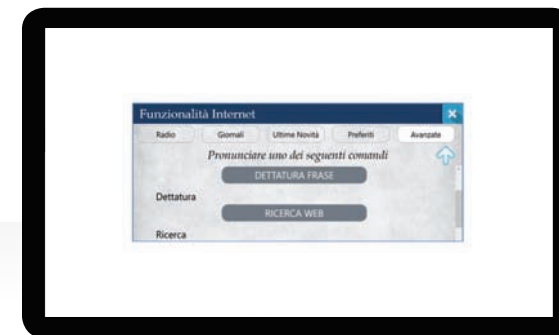 Funzionalità Internet
Radio Giornali Ultime Novità Preferiti Avanzate
Pronunciare uno dei seguenti comandi
DETTATURA FRASE
Dettatura
RICERCA WEB
Ricerca